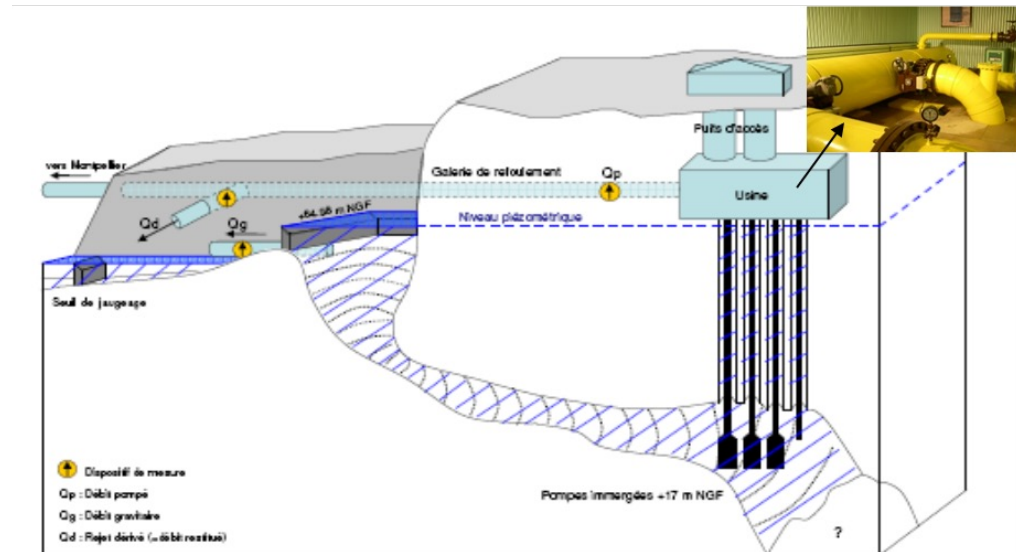 Puits d'accès
vers Montpellier
Galerie de refoulement
Qp
Usine
+64.98 m NGF
Qd
Qg
Niveau piézométrique
Seuil de jaugeage
Dispositif de mesure
Qp : Débit pompé
Qg : Débit gravitaire
Qd : Rejet dérivé (=débit restitué)
Pompes immergées +17 m NGF
?